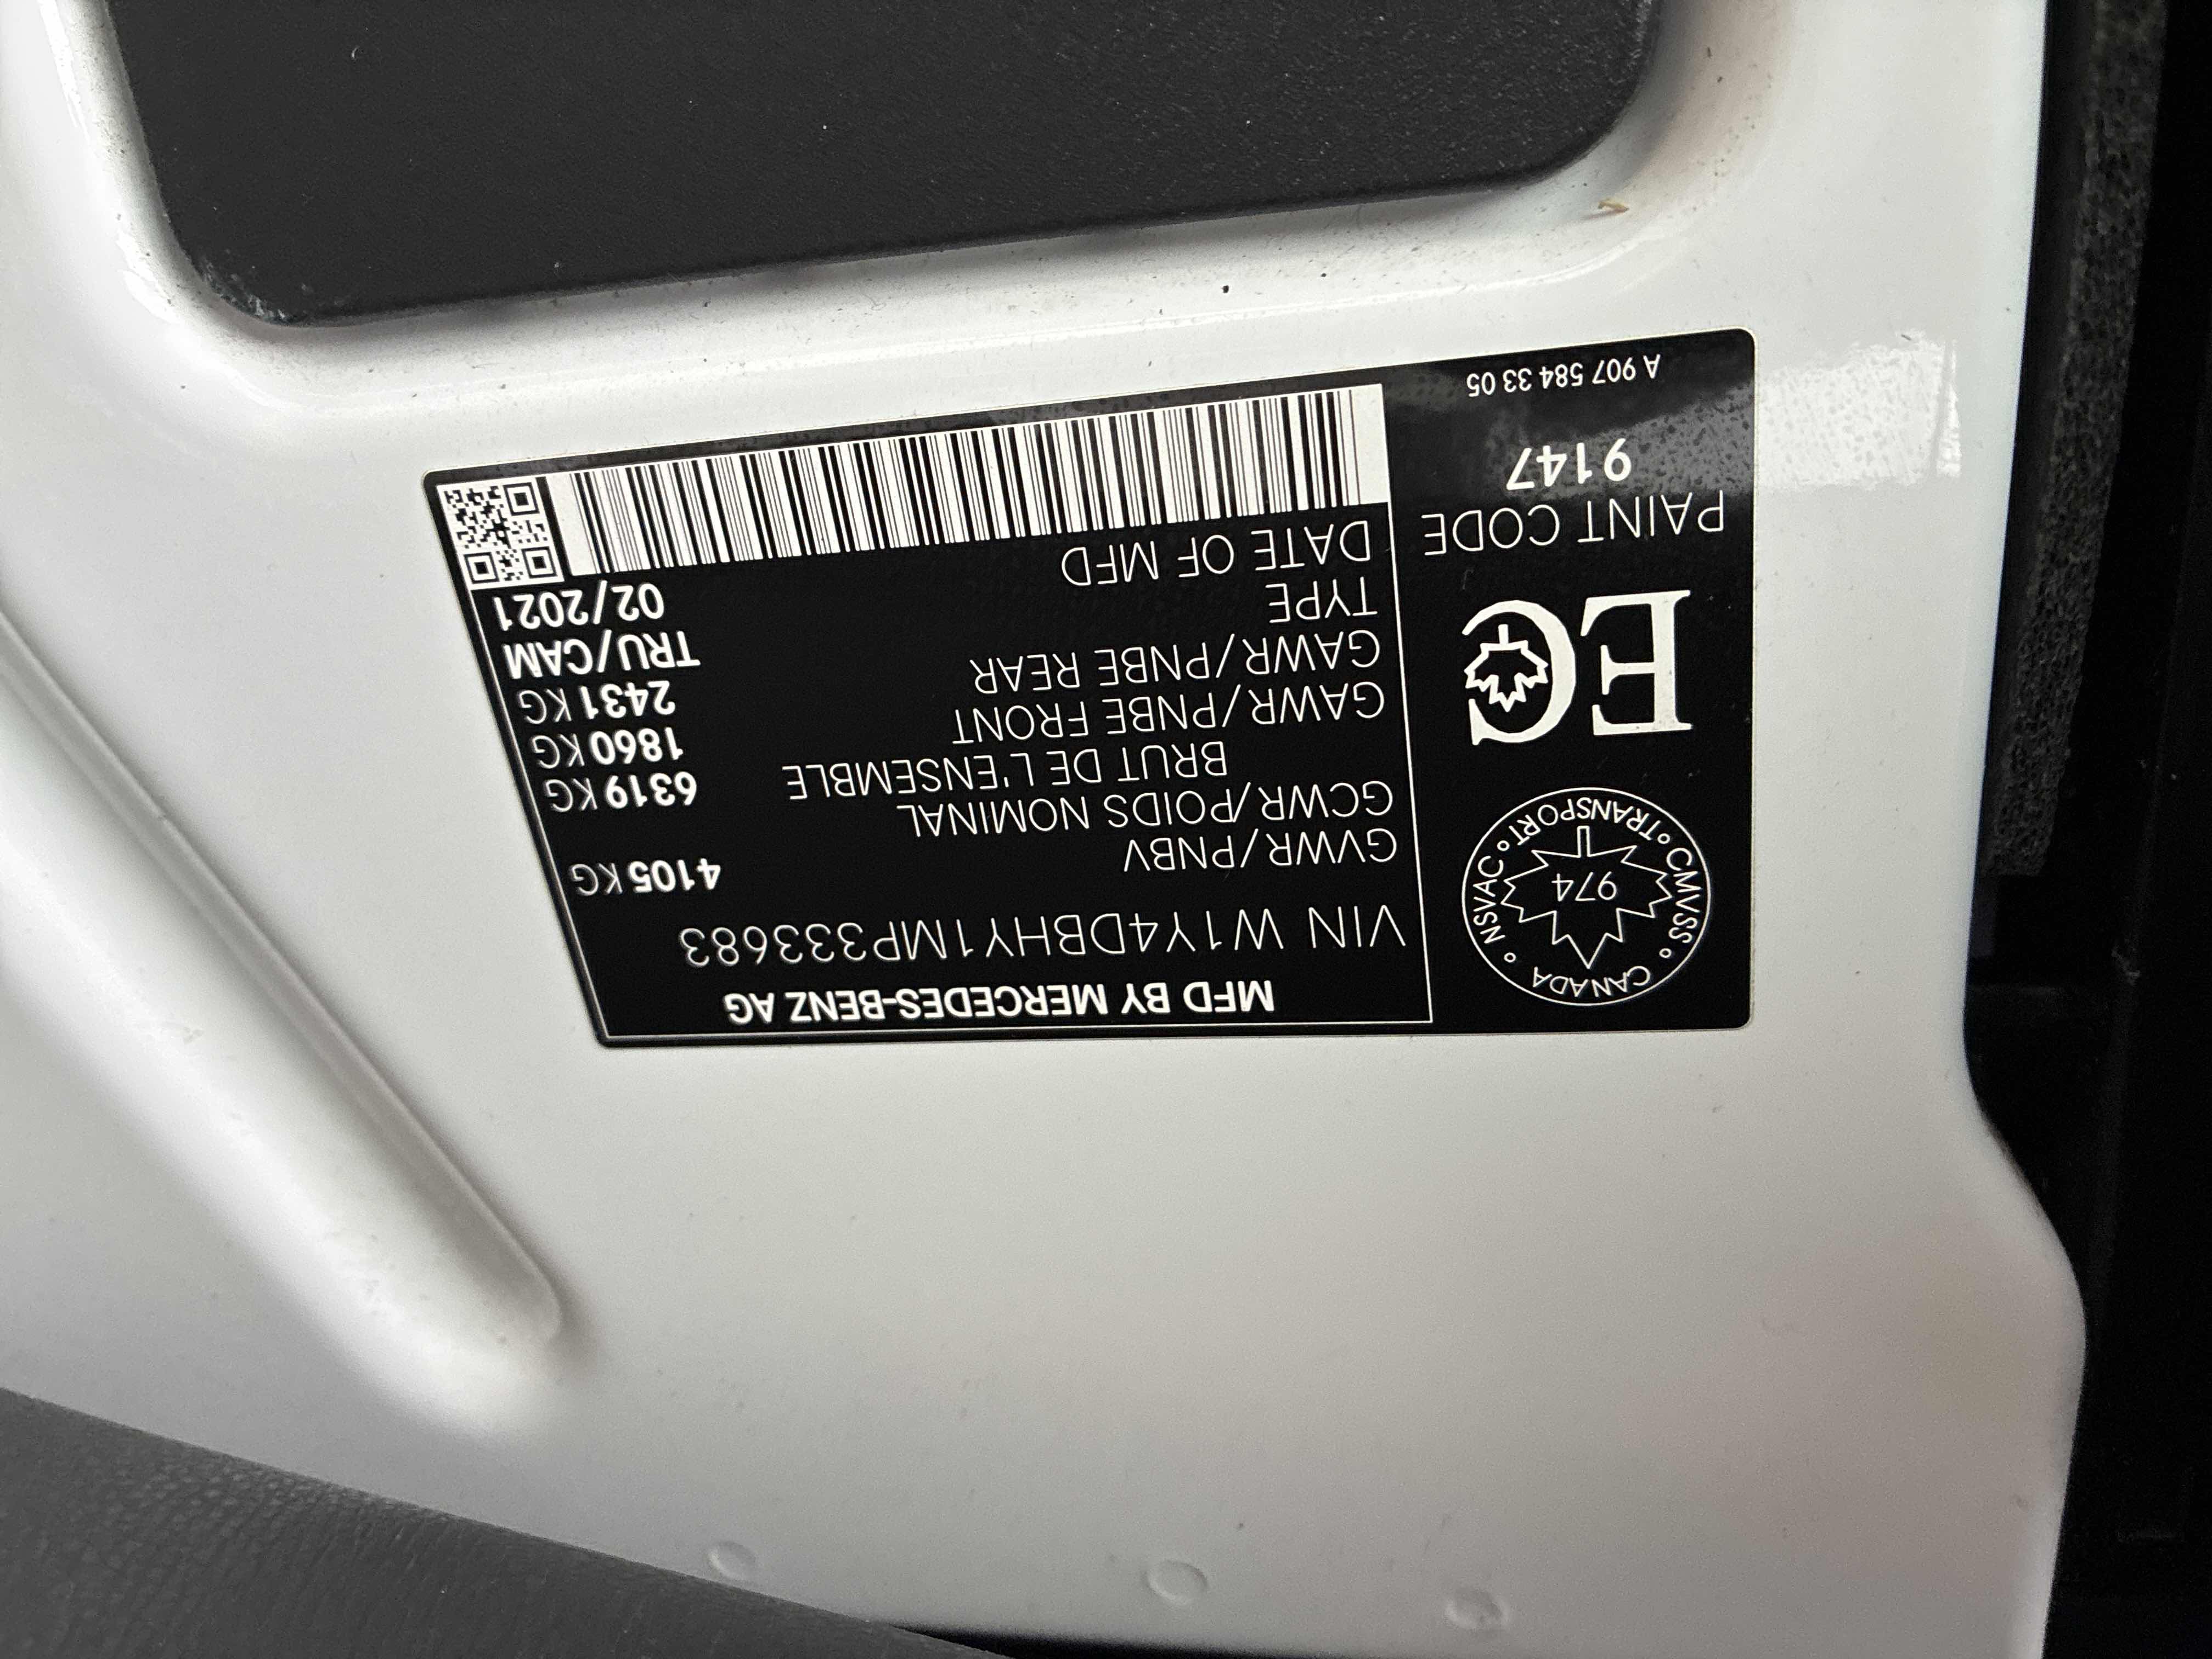 MFD BY MERCEDES-BENZ AG
VIN W1Y4DBHY1MP333683
GVWR/PNBV 4105 KG
GCWR/POIDS NOMINAL
BRUT DE L'ENSEMBLE 6319 KG
GAWR/PNBE FRONT 1860 KG
GAWR/PNBE REAR 2431 KG
TYPE TRU/CAM
DATE OF MFD 02/2021
CANADA ° CMVSS ° TRANSPORT ° NSVAC °
974
EC
PAINT CODE
9147
A 907 584 33 05